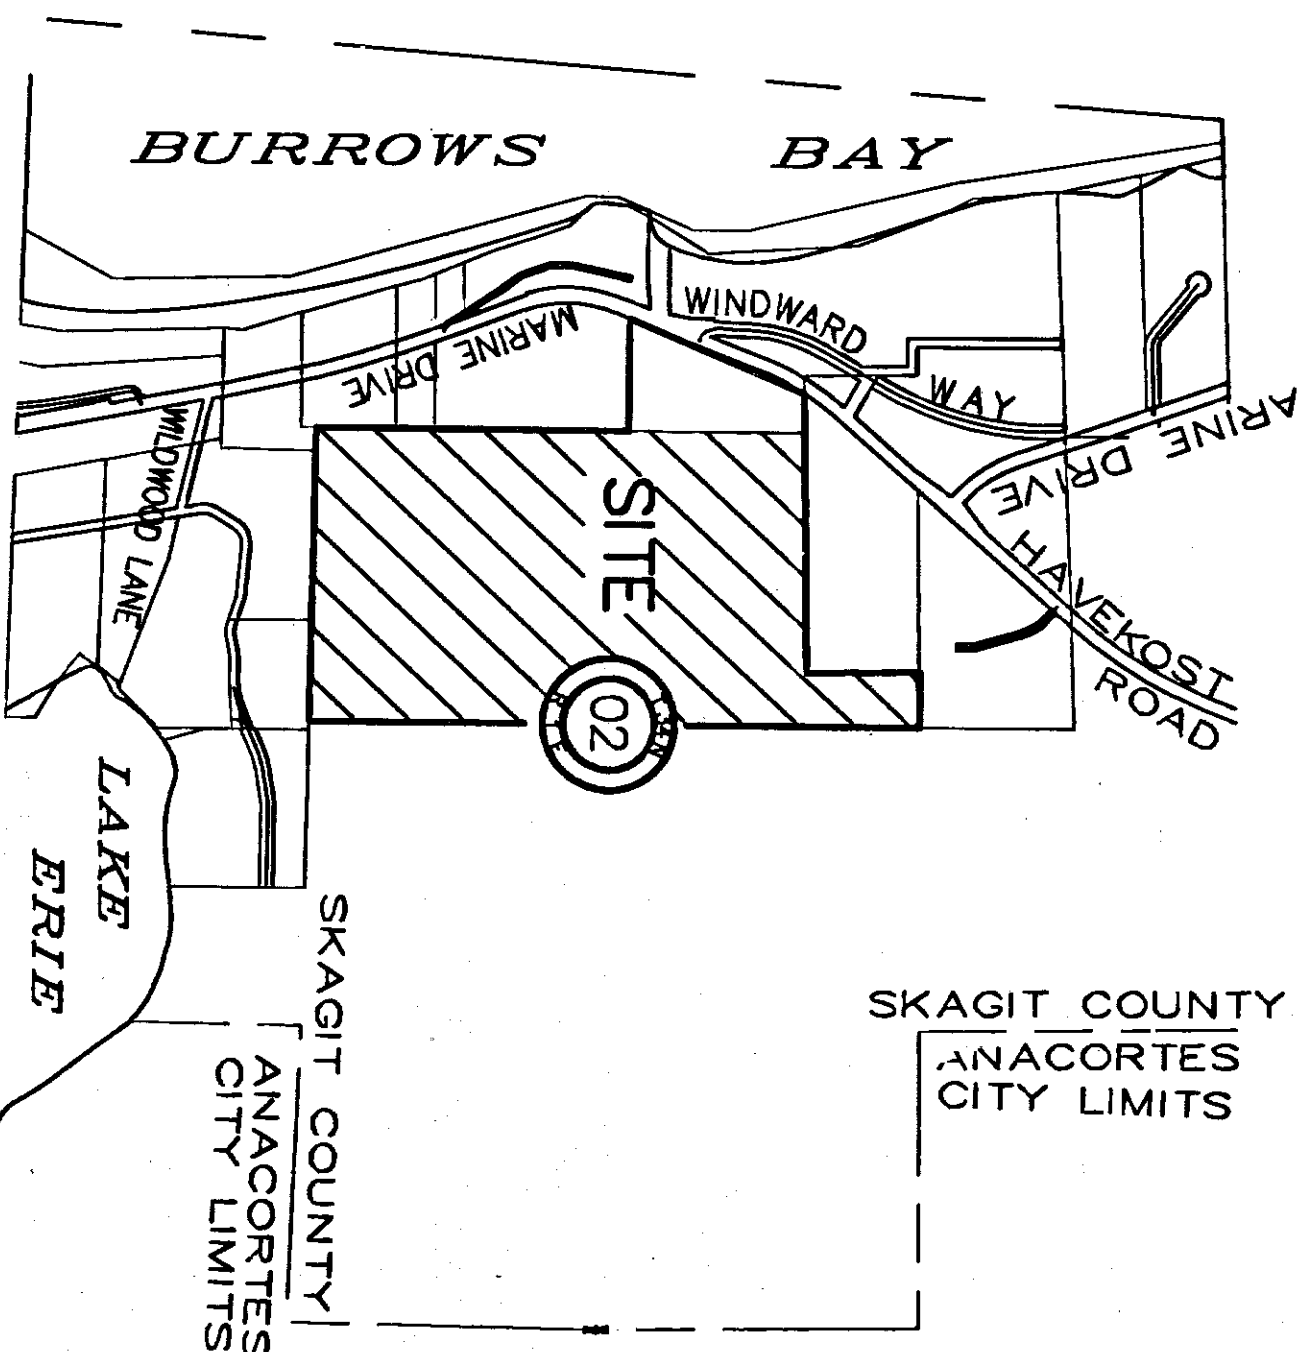 BURROWS BAY
WINDWARD
WAY
MARINE DRIVE
ARINE DRIVE
WILDWOOD LANE
SITE
HAVEKOST
ROAD
02
LAKE
ERIE
SKAGIT COUNTY
ANACORTES
CITY LIMITS
SKAGIT COUNTY
ANACORTES
CITY LIMITS